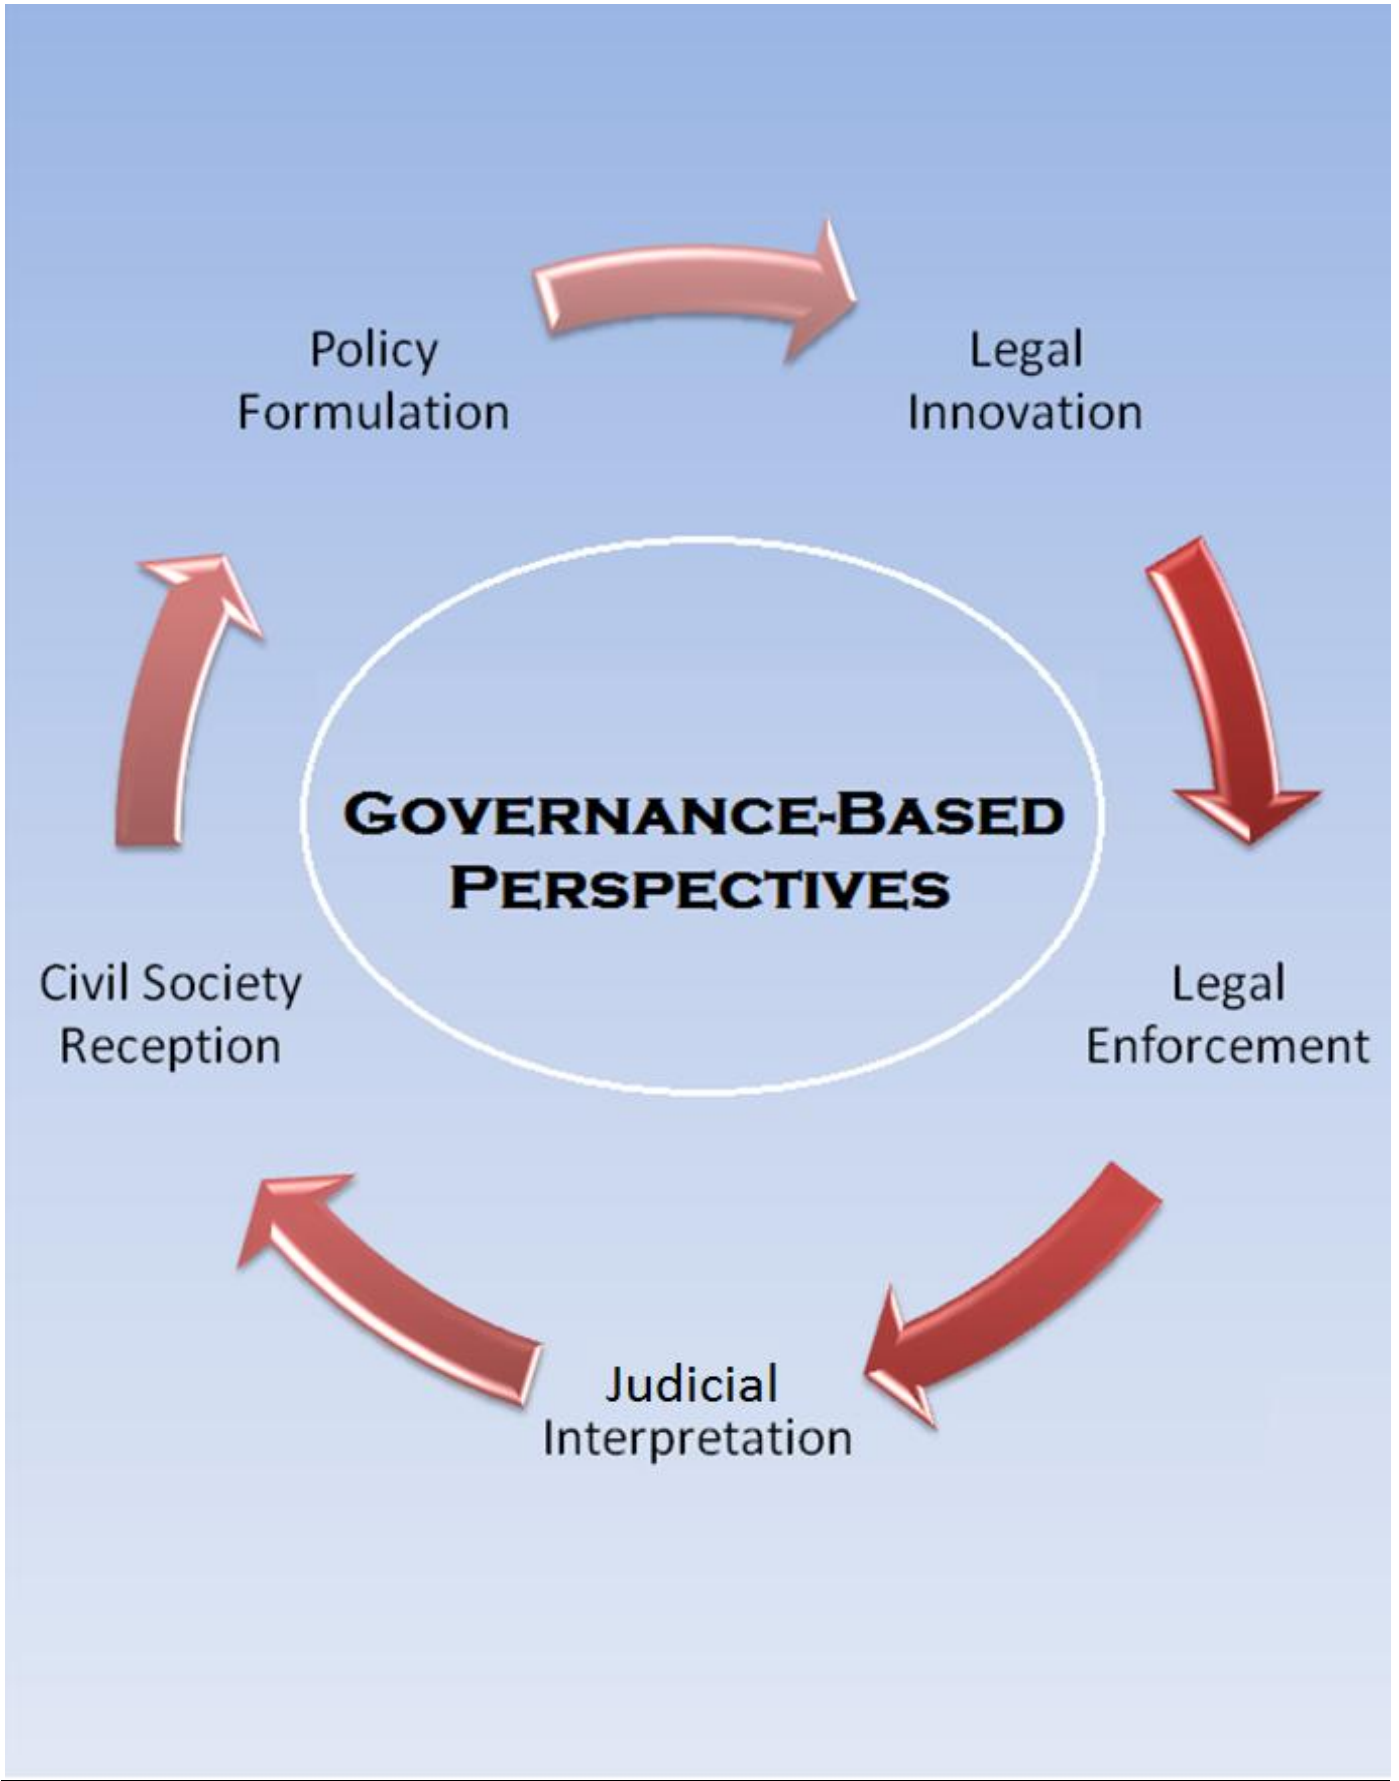 Policy
Formulation
Legal
Innovation
GOVERNANCE-BASED
PERSPECTIVES
Civil Society
Reception
Legal
Enforcement
Judicial
Interpretation